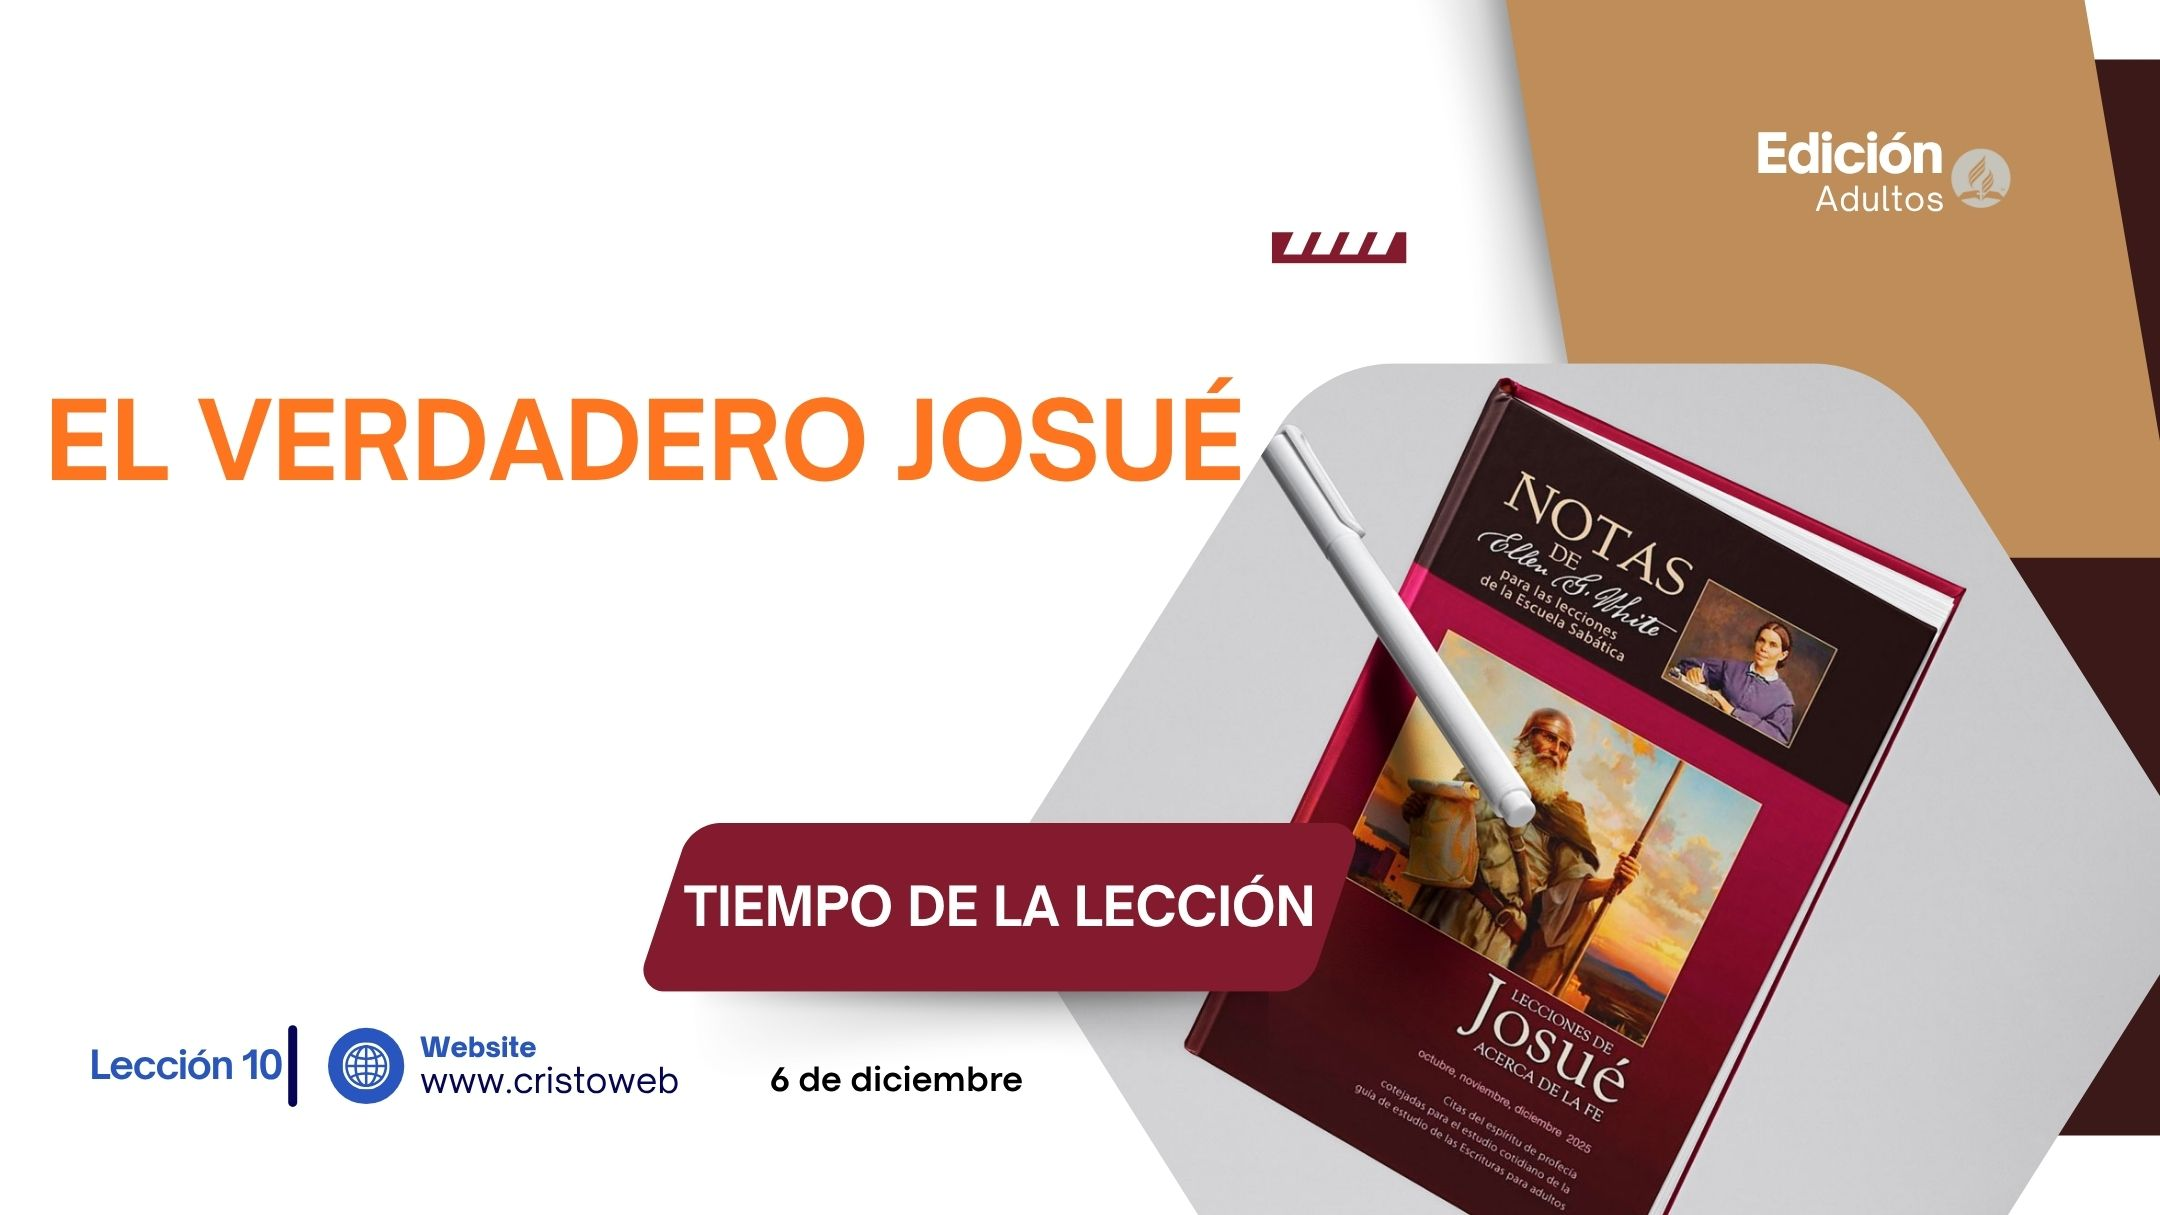 Edición
Adultos
EL VERDADERO JOSUÉ
NOTAS
DE
Ellen G. White
para las lecciones
de la Escuela Sabática
TIEMPO DE LA LECCIÓN
LECCIONES DE
Josué
ACERCA DE LA FE
octubre, noviembre, diciembre 2025
Citas del espíritu de profecía
cotejadas para el estudio cotidiano de la
guía de estudio de las Escrituras para adultos
Lección 10
Website
www.cristoweb
6 de diciembre